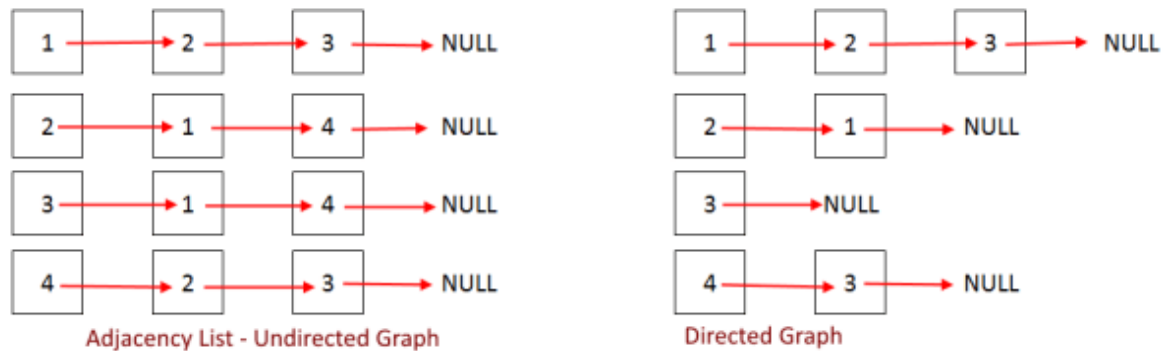 1 2 3 NULL
2 1 4 NULL
3 1 4 NULL
4 2 3 NULL
Adjacency List - Undirected Graph
1 2 3 NULL
2 1 NULL
3 NULL
4 3 NULL
Directed Graph